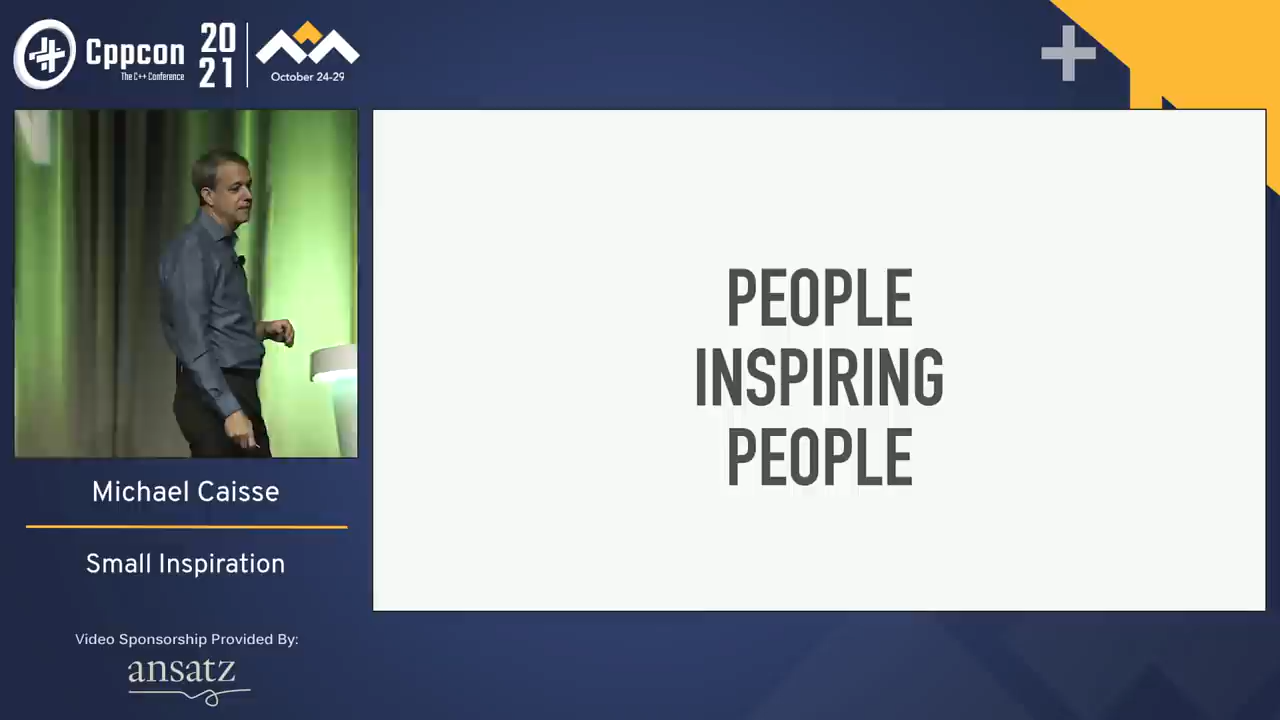 Cppcon
The C++ Conference
20
21
October 24-29
PEOPLE
INSPIRING
PEOPLE
Michael Caisse
Small Inspiration
Video Sponsorship Provided By:
ansatz